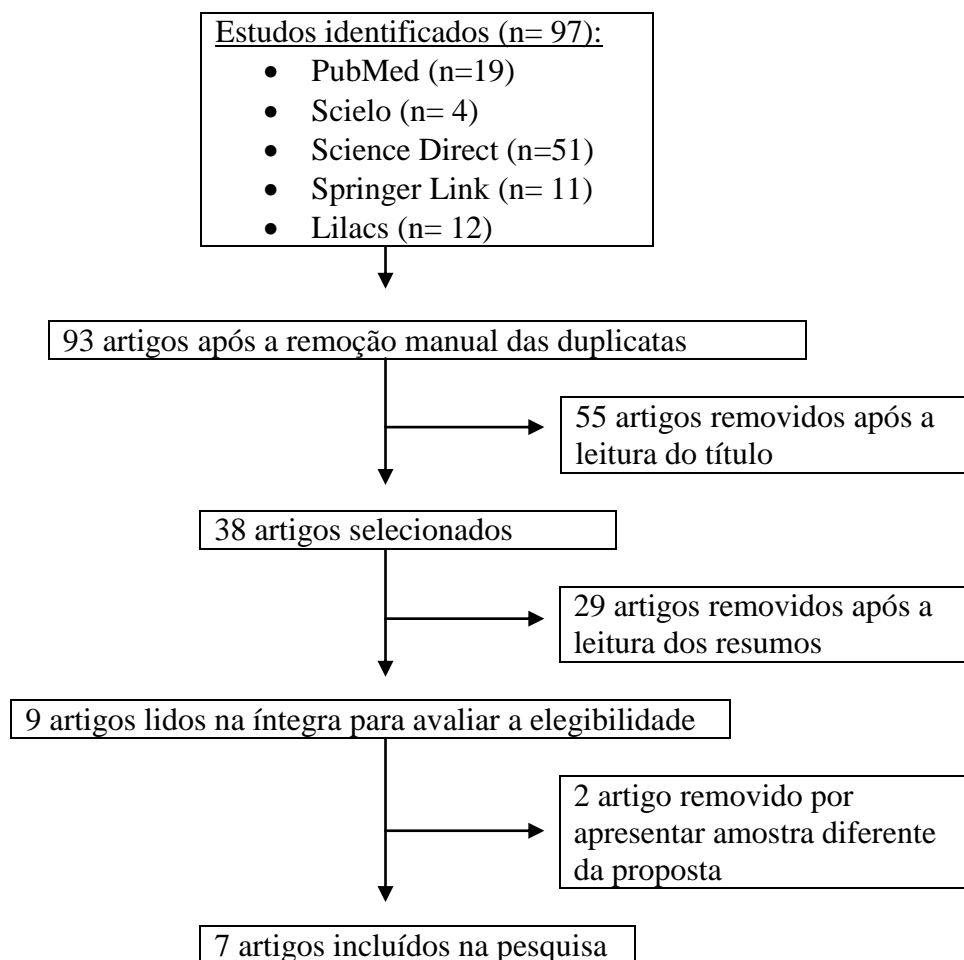 Estudos identificados (n= 97):
• PubMed (n=19)
• Scielo (n= 4)
• Science Direct (n=51)
• Springer Link (n= 11)
• Lilacs (n= 12)
93 artigos após a remoção manual das duplicatas
55 artigos removidos após a
leitura do título
38 artigos selecionados
29 artigos removidos após a
leitura dos resumos
9 artigos lidos na íntegra para avaliar a elegibilidade
2 artigo removido por
apresentar amostra diferente
da proposta
7 artigos incluídos na pesquisa